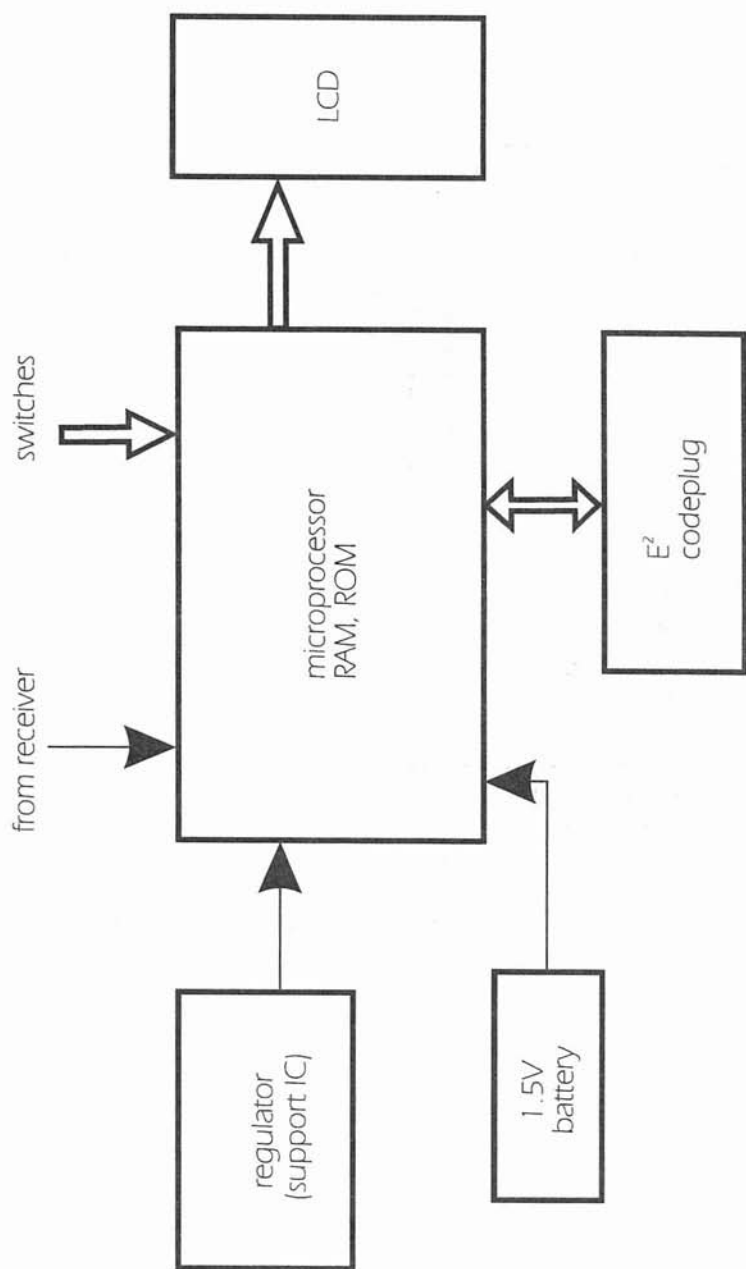 from receiver
switches
regulator
(support IC)
microprocessor
RAM, ROM
LCD
1.5V
battery
E²
codeplug